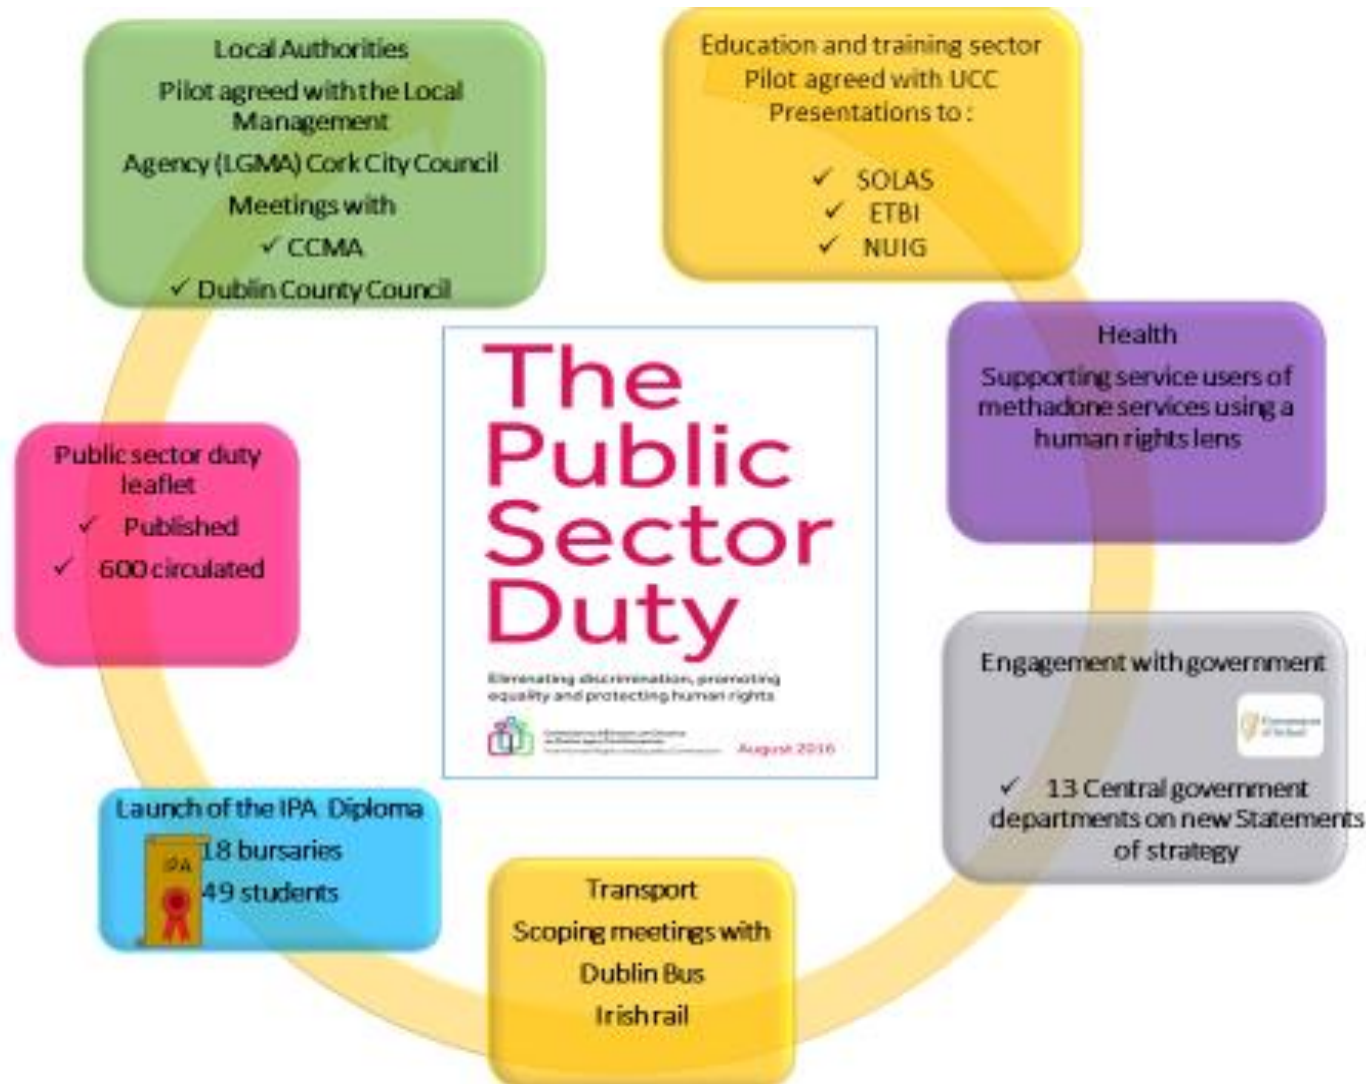 Local Authorities
Pilot agreed with the Local
Management
Agency (LGMA) Cork City Council
Meetings with
✓ CCMA
✓ Dublin County Council
Education and training sector
Pilot agreed with UCC
Presentations to :
✓ SOLAS
✓ ETBI
✓ NUIG
Health
Supporting service users of
methadone services using a
human rights lens
Engagement with government
✓ 13 Central government
departments on new Statements
of strategy
Transport
Scoping meetings with
Dublin Bus
Irish rail
Launch of the IPA Diploma
IPA
18 bursaries
49 students
Public sector duty
leaflet
✓ Published
✓ 600 circulated
The
Public
Sector
Duty
Eliminating discrimination, promoting
equality and protecting human rights
August 2016